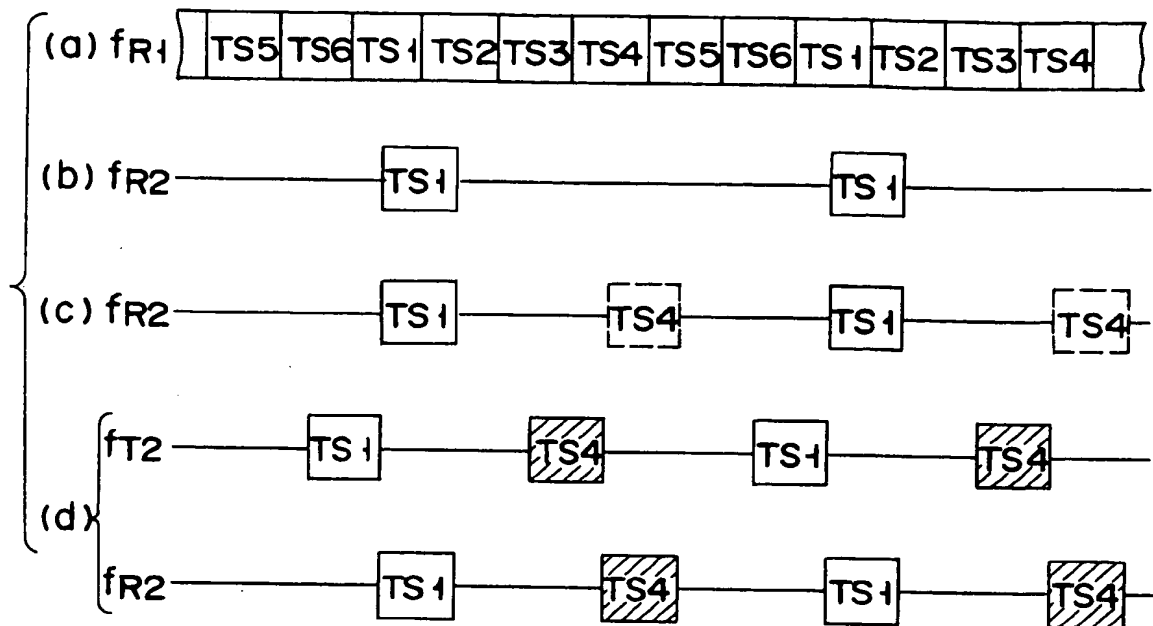 (a) fR1 TS5 TS6 TS1 TS2 TS3 TS4 TS5 TS6 TS1 TS2 TS3 TS4
(b) fR2 TS1 TS1
(c) fR2 TS1 TS4 TS1 TS4
(d)
fT2 TS1 TS4 TS1 TS4
fR2 TS1 TS4 TS1 TS4